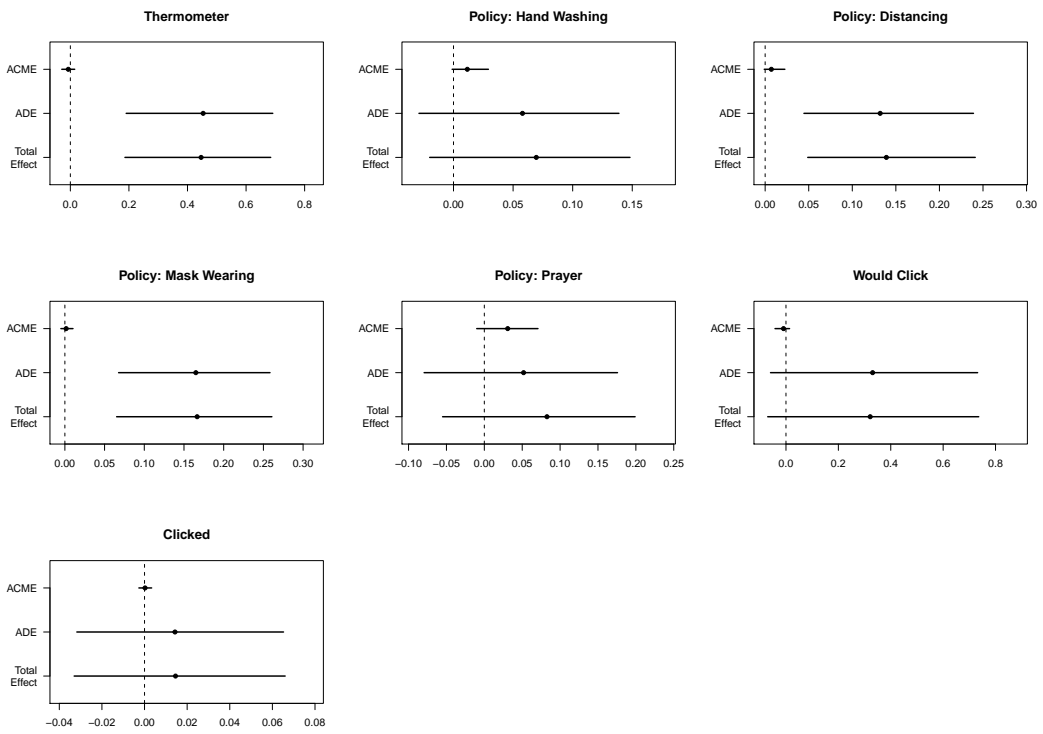 Thermometer
ACME
ADE
Total
Effect
0.0 0.2 0.4 0.6 0.8
Policy: Hand Washing
ACME
ADE
Total
Effect
0.00 0.05 0.10 0.15
Policy: Distancing
ACME
ADE
Total
Effect
0.00 0.05 0.10 0.15 0.20 0.25 0.30
Policy: Mask Wearing
ACME
ADE
Total
Effect
0.00 0.05 0.10 0.15 0.20 0.25 0.30
Policy: Prayer
ACME
ADE
Total
Effect
−0.10 −0.05 0.00 0.05 0.10 0.15 0.20 0.25
Would Click
ACME
ADE
Total
Effect
0.0 0.2 0.4 0.6 0.8
Clicked
ACME
ADE
Total
Effect
−0.04 −0.02 0.00 0.02 0.04 0.06 0.08